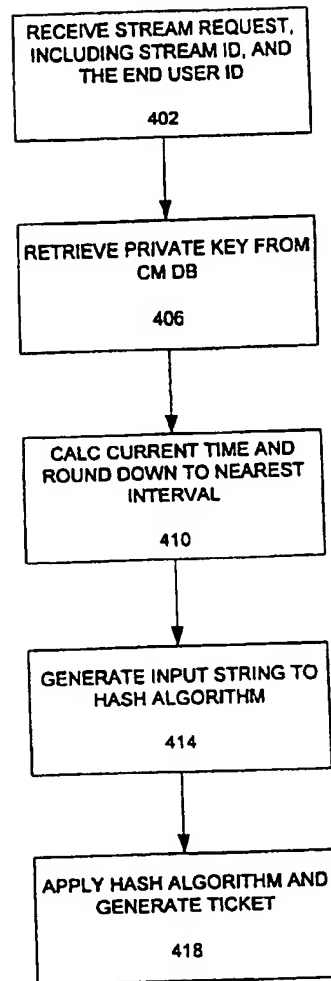 RECEIVE STREAM REQUEST,
INCLUDING STREAM ID, AND
THE END USER ID
402
RETRIEVE PRIVATE KEY FROM
CM DB
406
CALC CURRENT TIME AND
ROUND DOWN TO NEAREST
INTERVAL
410
GENERATE INPUT STRING TO
HASH ALGORITHM
414
APPLY HASH ALGORITHM AND
GENERATE TICKET
418